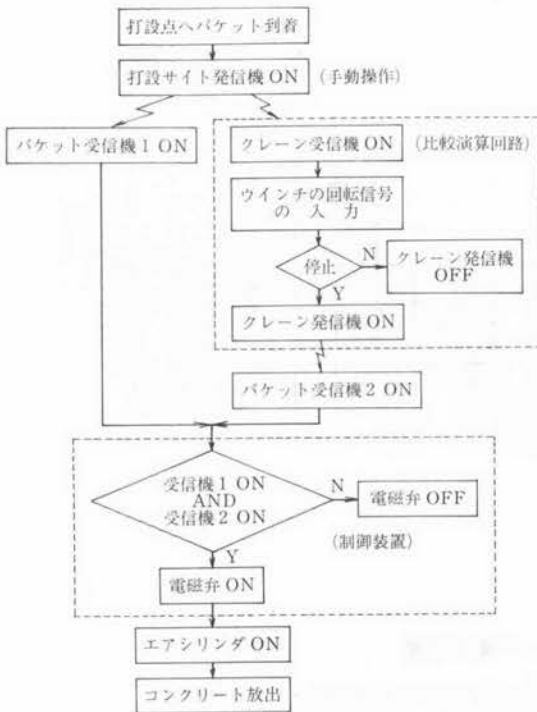 打設点へバケット到着
打設サイト発信機 ON (手動操作)
バケット受信機1 ON
クレーン受信機 ON (比較演算回路)
ウインチの回転信号
の入力
停止
N
クレーン発信機
OFF
Y
クレーン発信機 ON
バケット受信機2 ON
受信機1 ON
AND
受信機2 ON
N
電磁弁 OFF
(制御装置)
Y
電磁弁 ON
エアシリンダ ON
コンクリート放出